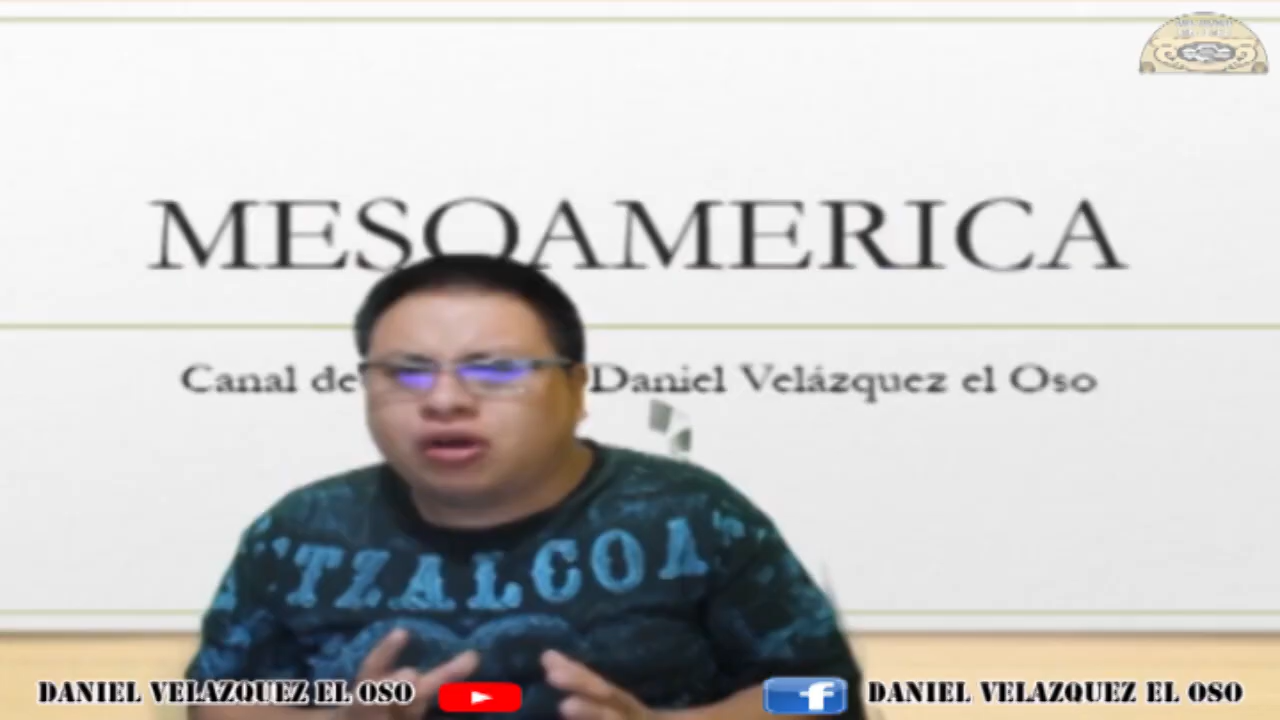 MESOAMERICA
Canal de Daniel Velázquez el Oso
TZALCOA
DANIEL VELAZQUEZ EL OSO
DANIEL VELAZQUEZ EL OSO